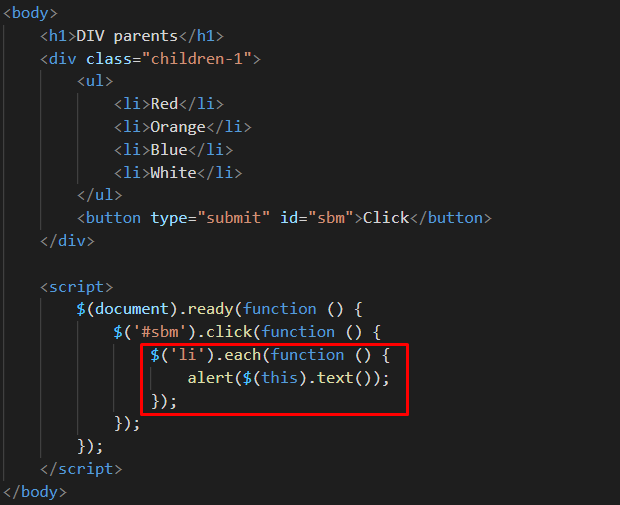 <body>
<h1>DIV parents</h1>
<div class="children-1">
<ul>
<li>Red</li>
<li>Orange</li>
<li>Blue</li>
<li>White</li>
</ul>
<button type="submit" id="sbm">Click</button>
</div>
<script>
$(document).ready(function () {
$('#sbm').click(function () {
$('li').each(function () {
alert($(this).text());
});
});
});
</script>
</body>